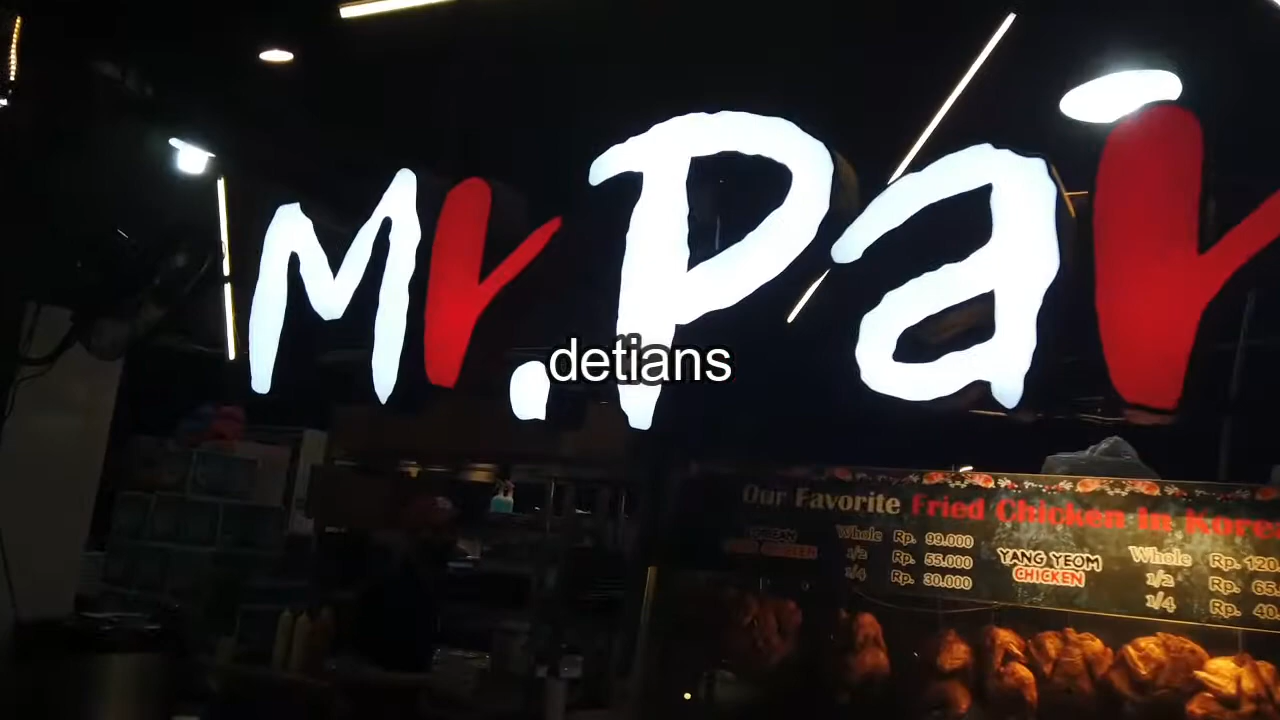 Mr.Par
detians
Our Favorite Fried Chicken in Kore
Whole Rp. 99.000
1/2 Rp. 55.000
1/4 Rp. 30.000
YANG YEOM
CHICKEN
Whole Rp. 120
1/2 Rp. 65
1/4 Rp. 40